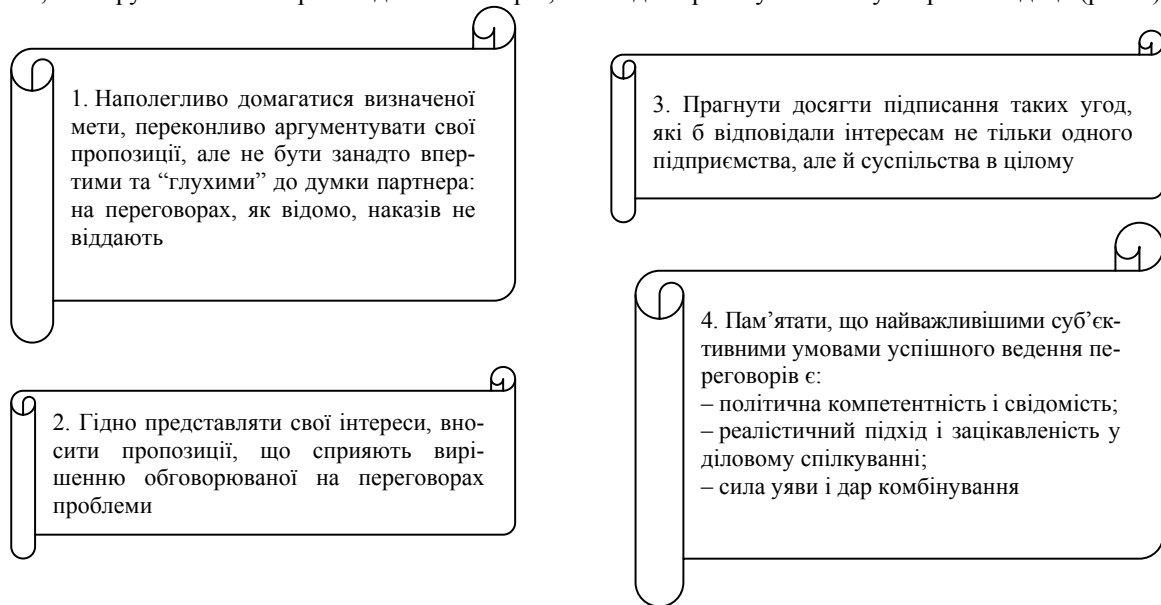 1. Наполегливо домагатися визначеної
мети, переконливо аргументувати свої
пропозиції, але не бути занадто впер-
тими та “глухими” до думки партнера:
на переговорах, як відомо, наказів не
віддають
2. Гідно представляти свої інтереси, вно-
сити пропозиції, що сприяють вирі-
шенню обговорюваної на переговорах
проблеми
3. Прагнути досягти підписання таких угод,
які б відповідали інтересам не тільки одного
підприємства, але й суспільства в цілому
4. Пам’ятати, що найважливішими суб’єк-
тивними умовами успішного ведення пе-
реговорів є:
– політична компетентність і свідомість;
– реалістичний підхід і зацікавленість у
діловому спілкуванні;
– сила уяви і дар комбінування